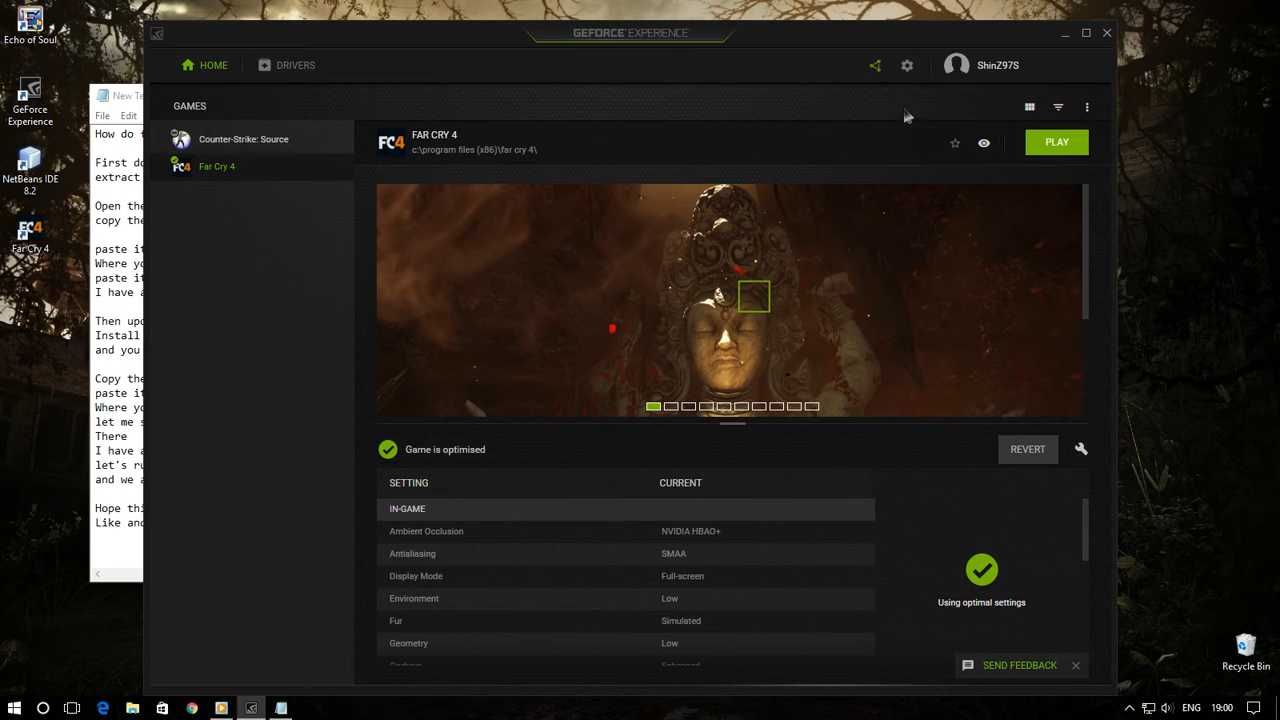 Echo of Soul
GeForce
Experience
NetBeans IDE
8.2
Far Cry 4
New Te
File Edit
How do
First do
extract
Open the
copy the
paste it
Where yo
paste it
I have a
Then upd
Install
and you
Copy the
paste it
Where yo
let me s
There
I have a
let's ru
and we a
Hope thi
Like and
GEFORCE EXPERIENCE
HOME
DRIVERS
ShinZ97S
GAMES
Counter-Strike: Source
Far Cry 4
FC4
FAR CRY 4
c:\program files (x86)\far cry 4\
PLAY
Game is optimised
REVERT
SETTING CURRENT
IN-GAME
Ambient Occlusion NVIDIA HBAO+
Antialiasing SMAA
Display Mode Full-screen
Environment Low
Fur Simulated
Geometry Low
Using optimal settings
SEND FEEDBACK
Recycle Bin
ENG 19:00